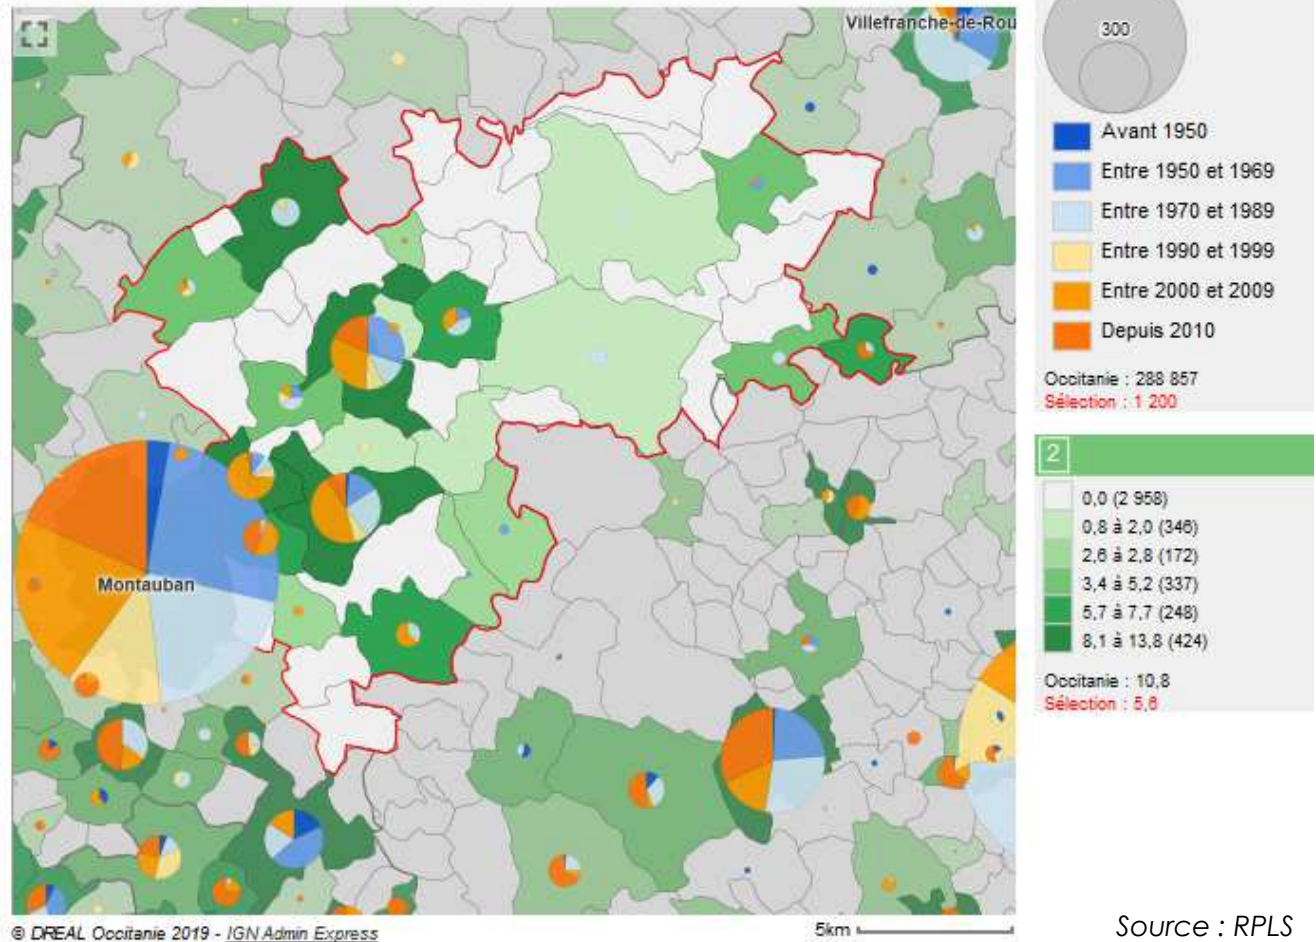 Villefranche-de-Rou
Montauban
300
Avant 1950
Entre 1950 et 1969
Entre 1970 et 1989
Entre 1990 et 1999
Entre 2000 et 2009
Depuis 2010
Occitanie : 288 857
Sélection : 1 200
2
0,0 (2 958)
0,8 à 2,0 (346)
2,6 à 2,8 (172)
3,4 à 5,2 (337)
5,7 à 7,7 (248)
8,1 à 13,8 (424)
Occitanie : 10,8
Sélection : 5,6
© DREAL Occitanie 2019 - IGN Admin Express
5km
Source : RPLS